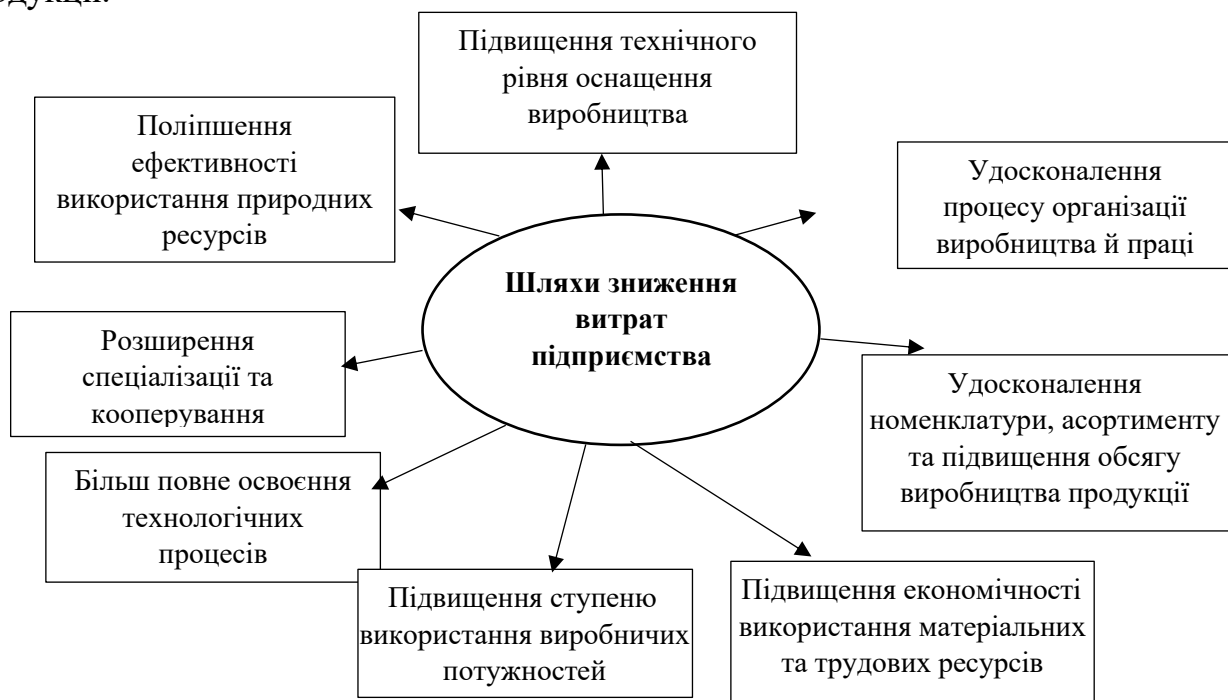 одукції.
Підвищення технічного
рівня оснащення
виробництва
Поліпшення
ефективності
використання природних
ресурсів
Удосконалення
процесу організації
виробництва й праці
Шляхи зниження
витрат
підприємства
Розширення
спеціалізації та
кооперування
Удосконалення
номенклатури, асортименту
та підвищення обсягу
виробництва продукції
Більш повне освоєння
технологічних
процесів
Підвищення ступеню
використання виробничих
потужностей
Підвищення економічності
використання матеріальних
та трудових ресурсів